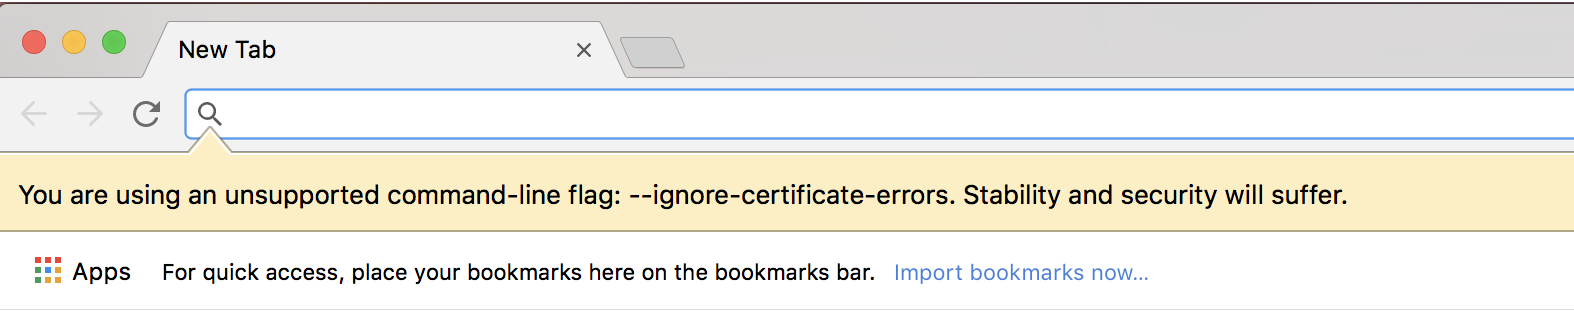 New Tab
You are using an unsupported command-line flag: --ignore-certificate-errors. Stability and security will suffer.
Apps For quick access, place your bookmarks here on the bookmarks bar. Import bookmarks now...